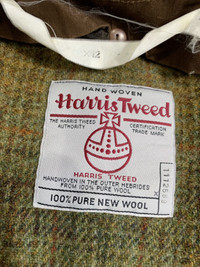 HAND WOVEN
Harris Tweed
THE HARRIS TWEED CERTIFICATION
AUTHORITY TRADE MARK
HARRIS TWEED
HANDWOVEN IN THE OUTER HEBRIDES
FROM 100% PURE WOOL
100% PURE NEW WOOL